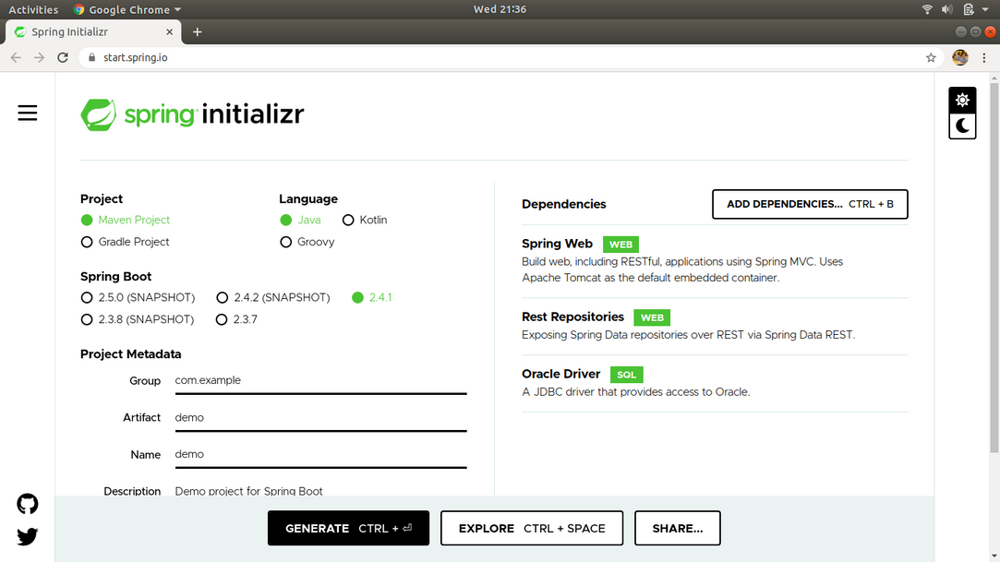 Activities Google Chrome Wed 21:36
Spring Initializr
start.spring.io
spring initializr
Project
Maven Project
Gradle Project
Language
Java Kotlin
Groovy
Spring Boot
2.5.0 (SNAPSHOT) 2.4.2 (SNAPSHOT) 2.4.1
2.3.8 (SNAPSHOT) 2.3.7
Project Metadata
Group com.example
Artifact demo
Name demo
Description Demo project for Spring Boot
Dependencies ADD DEPENDENCIES... CTRL + B
Spring Web WEB
Build web, including RESTful, applications using Spring MVC. Uses
Apache Tomcat as the default embedded container.
Rest Repositories WEB
Exposing Spring Data repositories over REST via Spring Data REST.
Oracle Driver SQL
A JDBC driver that provides access to Oracle.
GENERATE CTRL + ⏎ EXPLORE CTRL + SPACE SHARE...